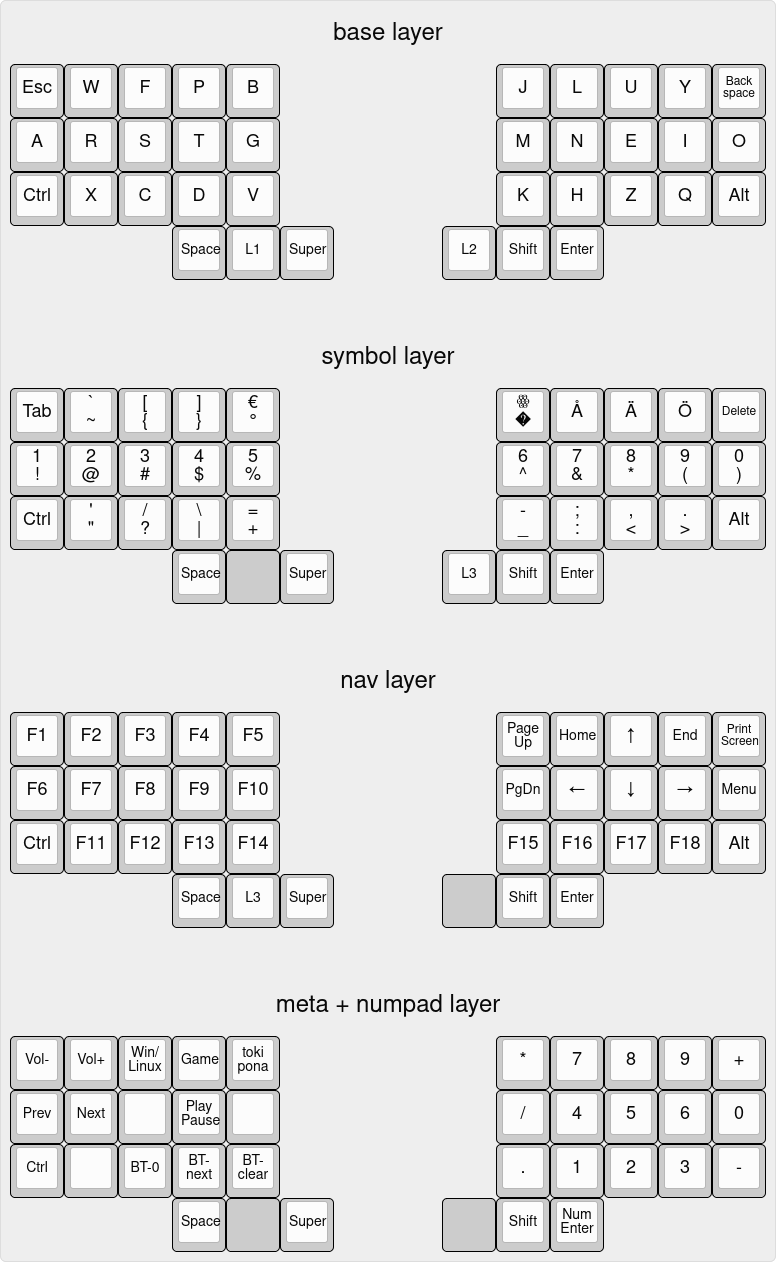 base layer
Esc W F P B J L U Y Back
space
A R S T G M N E I O
Ctrl X C D V K H Z Q Alt
Space L1 Super L2 Shift Enter
symbol layer
Tab ` [ ] € Å Ä Ö Delete
~ { } ° �
1 2 3 4 5 6 7 8 9 0
! @ # $ % ^ & * ( )
Ctrl ' / \ = - ; , . Alt
" ? | + _ : < >
Space Super L3 Shift Enter
nav layer
F1 F2 F3 F4 F5 Page Home ↑ End Print
Up Screen
F6 F7 F8 F9 F10 PgDn ← ↓ → Menu
Ctrl F11 F12 F13 F14 F15 F16 F17 F18 Alt
Space L3 Super Shift Enter
meta + numpad layer
Vol- Vol+ Win/ Game toki * 7 8 9 +
Linux pona
Prev Next Play / 4 5 6 0
Pause
Ctrl BT-0 BT- BT- . 1 2 3 -
next clear
Space Super Shift Num
Enter